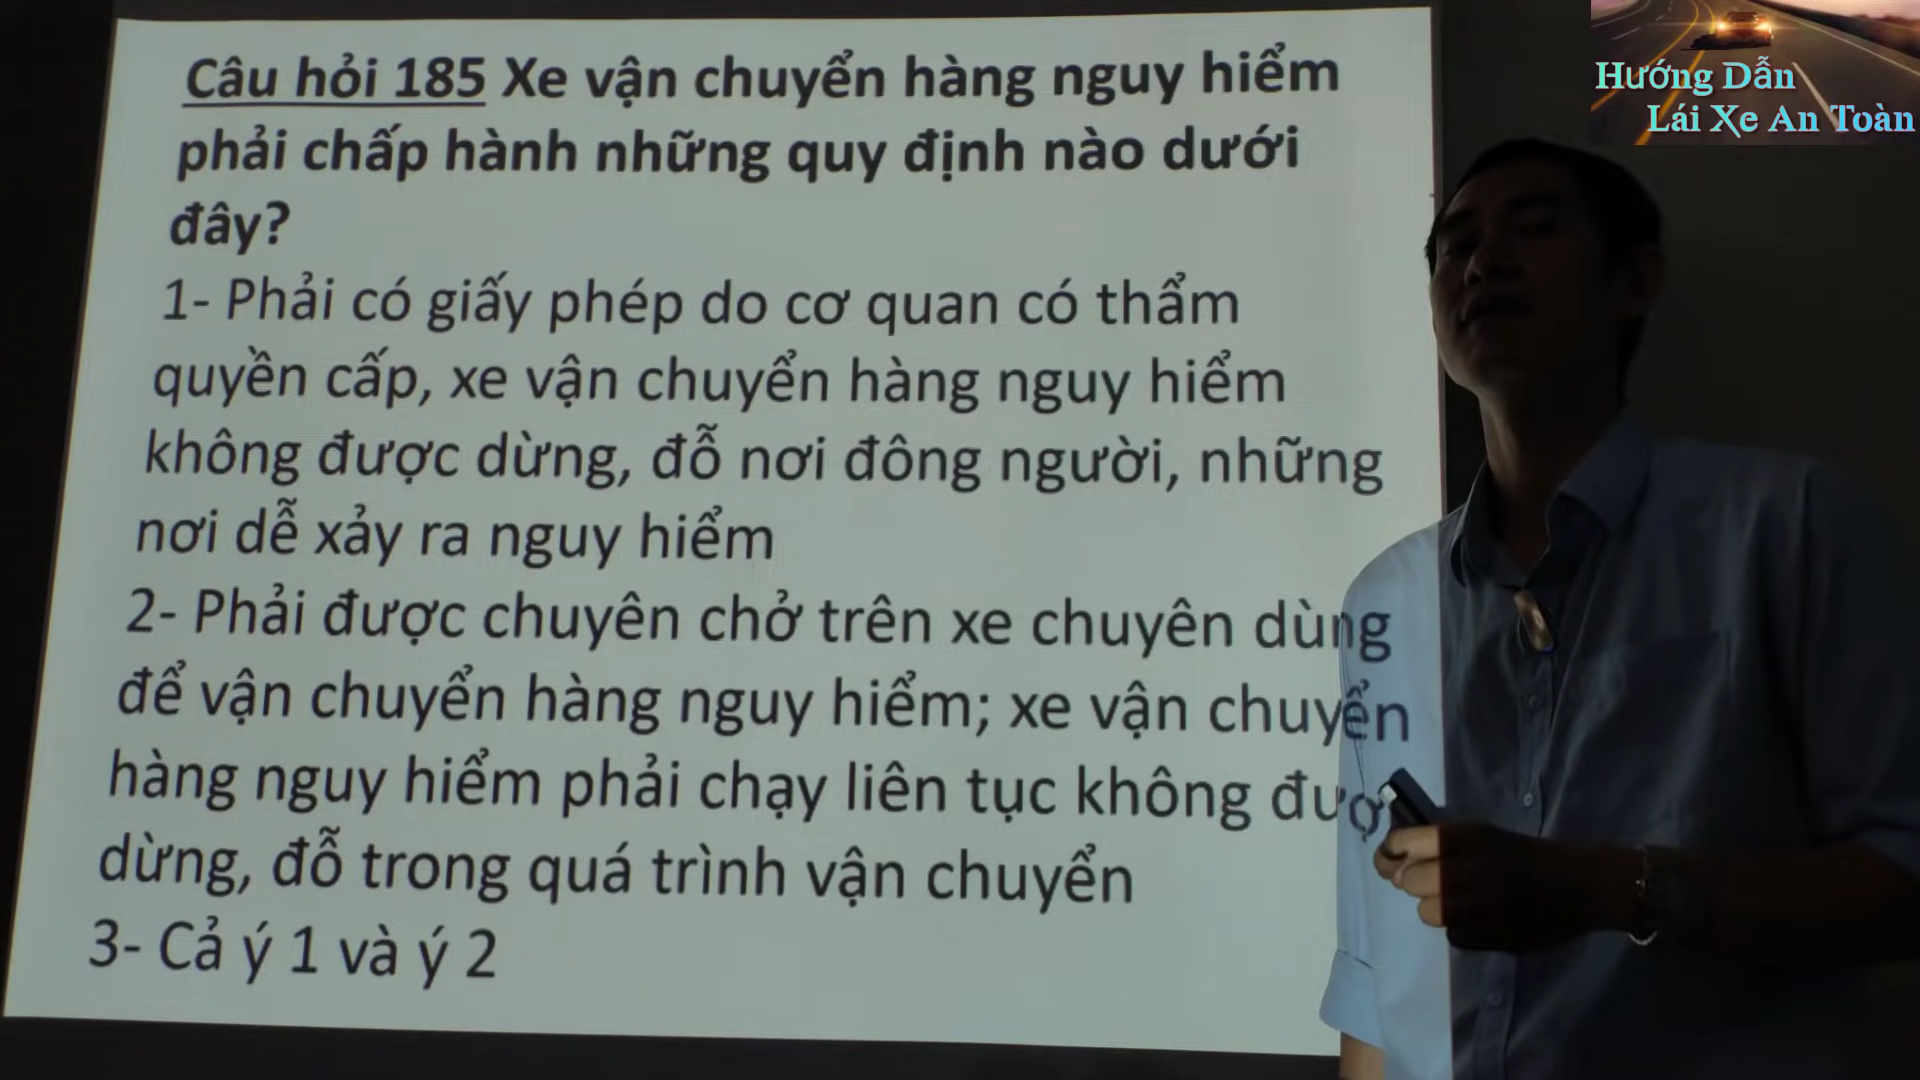 Câu hỏi 185 Xe vận chuyển hàng nguy hiểm
phải chấp hành những quy định nào dưới
đây?
1- Phải có giấy phép do cơ quan có thẩm
quyền cấp, xe vận chuyển hàng nguy hiểm
không được dừng, đỗ nơi đông người, những
nơi dễ xảy ra nguy hiểm
2- Phải được chuyên chở trên xe chuyên dùng
để vận chuyển hàng nguy hiểm; xe vận chuyển
hàng nguy hiểm phải chạy liên tục không đượ
dừng, đỗ trong quá trình vận chuyển
3- Cả ý 1 và ý 2
Hướng Dẫn
Lái Xe An Toàn